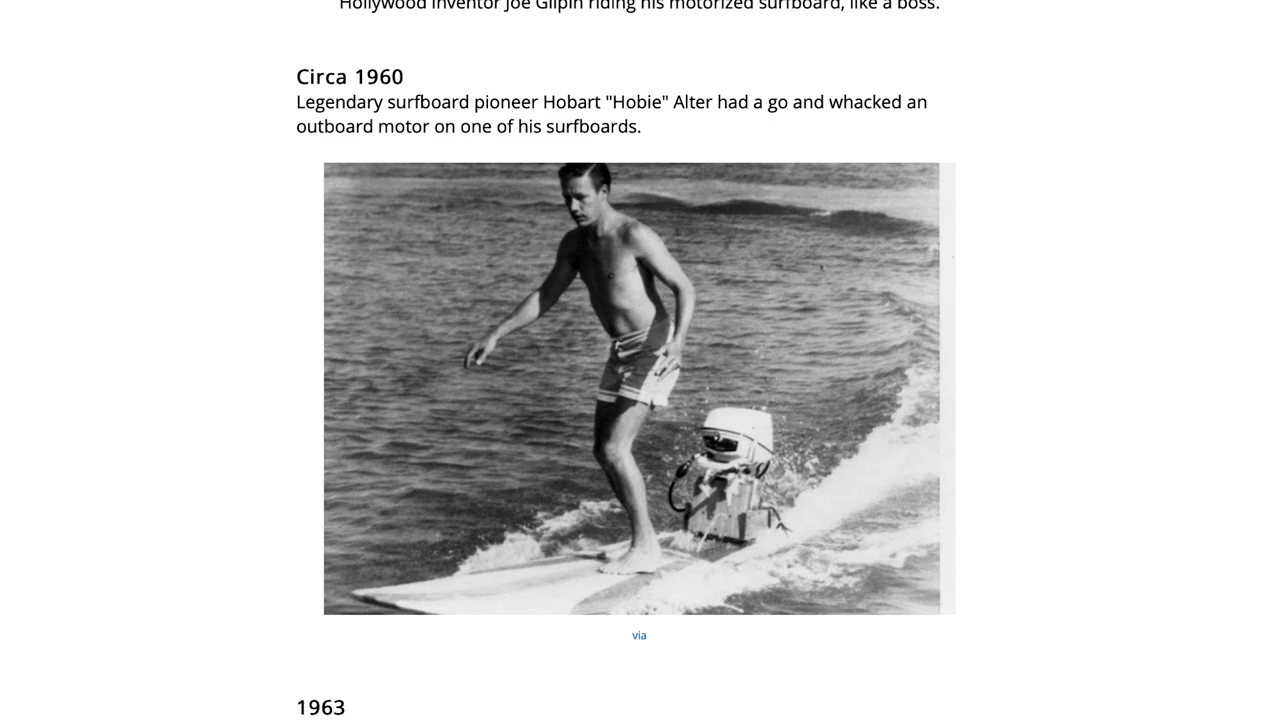 Hollywood inventor Joe Gilpin riding his motorized surfboard, like a boss.
Circa 1960
Legendary surfboard pioneer Hobart "Hobie" Alter had a go and whacked an
outboard motor on one of his surfboards.
via
1963